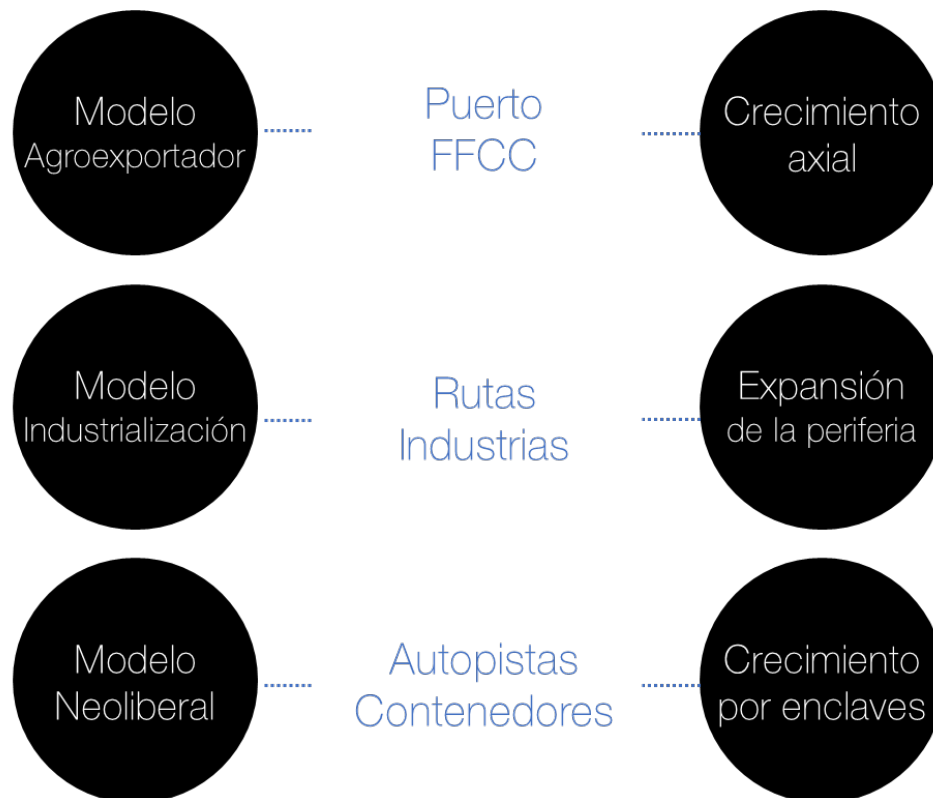 Modelo
Agroexportador
Puerto
FFCC
Crecimiento
axial
Modelo
Industrialización
Rutas
Industrias
Expansión
de la periferia
Modelo
Neoliberal
Autopistas
Contenedores
Crecimiento
por enclaves